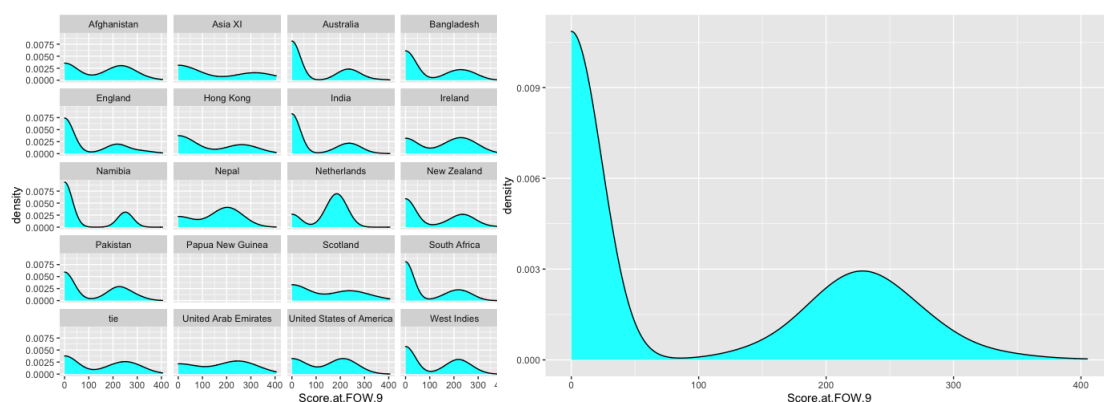 Afghanistan Asia XI Australia Bangladesh
0.0075
0.0050
0.0025
0.0000
England Hong Kong India Ireland
0.0075
0.0050
0.0025
0.0000
Namibia Nepal Netherlands New Zealand
0.0075
0.0050
0.0025
0.0000
Pakistan Papua New Guinea Scotland South Africa
0.0075
0.0050
0.0025
0.0000
tie United Arab Emirates United States of America West Indies
0.0075
0.0050
0.0025
0.0000
0 100 200 300 400 0 100 200 300 400 0 100 200 300 400 0 100 200 300
Score.at.FOW.9
density
0.009
0.006
0.003
0.000
0 100 200 300 400
Score.at.FOW.9
density